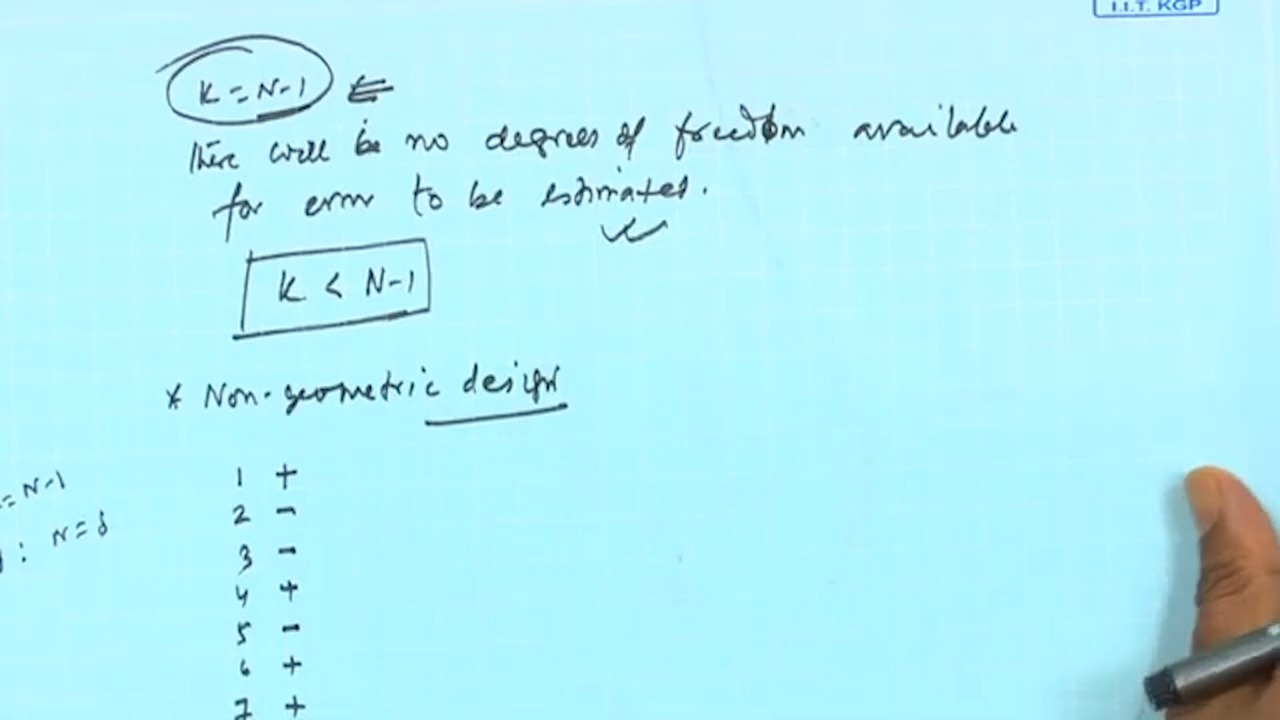 I.I.T. KGP
K = N-1
There will be no degrees of freedom available
for error to be estimated.
K < N-1
* Non-geometric design
= N-1
: N = 8
1 +
2 -
3 -
4 +
5 -
6 +
7 +